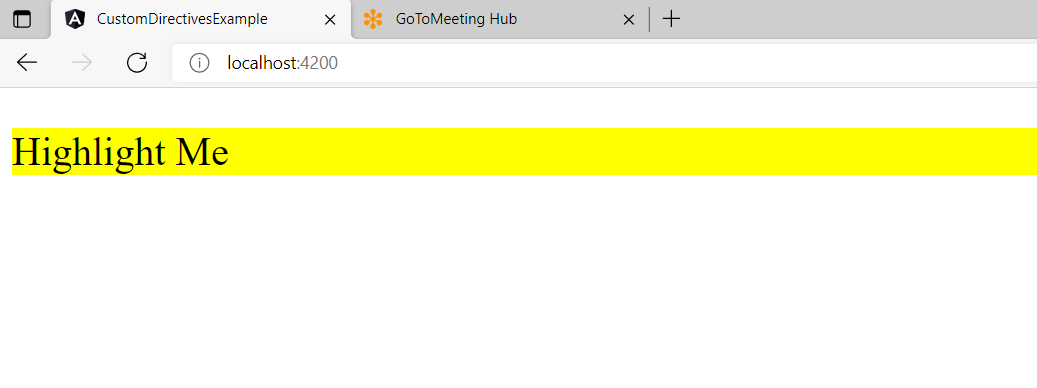 CustomDirectivesExample
GoToMeeting Hub
localhost:4200
Highlight Me